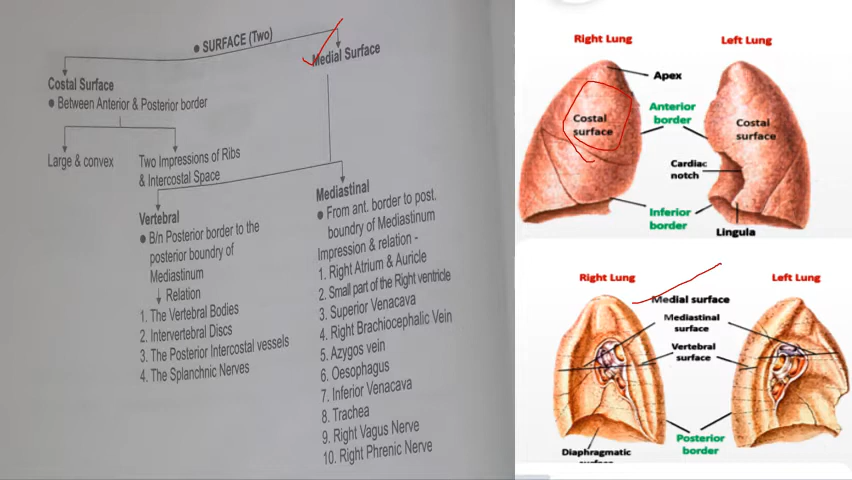 ● SURFACE (Two)
Medial Surface
Costal Surface
● Between Anterior & Posterior border
Large & convex
Two Impressions of Ribs
& Intercostal Space
Vertebral
● B/n Posterior border to the
posterior boundry of
Mediastinum
Relation
1. The Vertebral Bodies
2. Intervertebral Discs
3. The Posterior Intercostal vessels
4. The Splanchnic Nerves
Mediastinal
● From ant. border to post.
boundry of Mediastinum
Impression & relation -
1. Right Atrium & Auricle
2. Small part of the Right ventricle
3. Superior Venacava
4. Right Brachiocephalic Vein
5. Azygos vein
6. Oesophagus
7. Inferior Venacava
8. Trachea
9. Right Vagus Nerve
10. Right Phrenic Nerve
Right Lung
Left Lung
Apex
Anterior
border
Costal
surface
Costal
surface
Cardiac
notch
Inferior
border
Lingula
Right Lung
Left Lung
Medial surface
Mediastinal
surface
Vertebral
surface
Posterior
border
Diaphragmatic